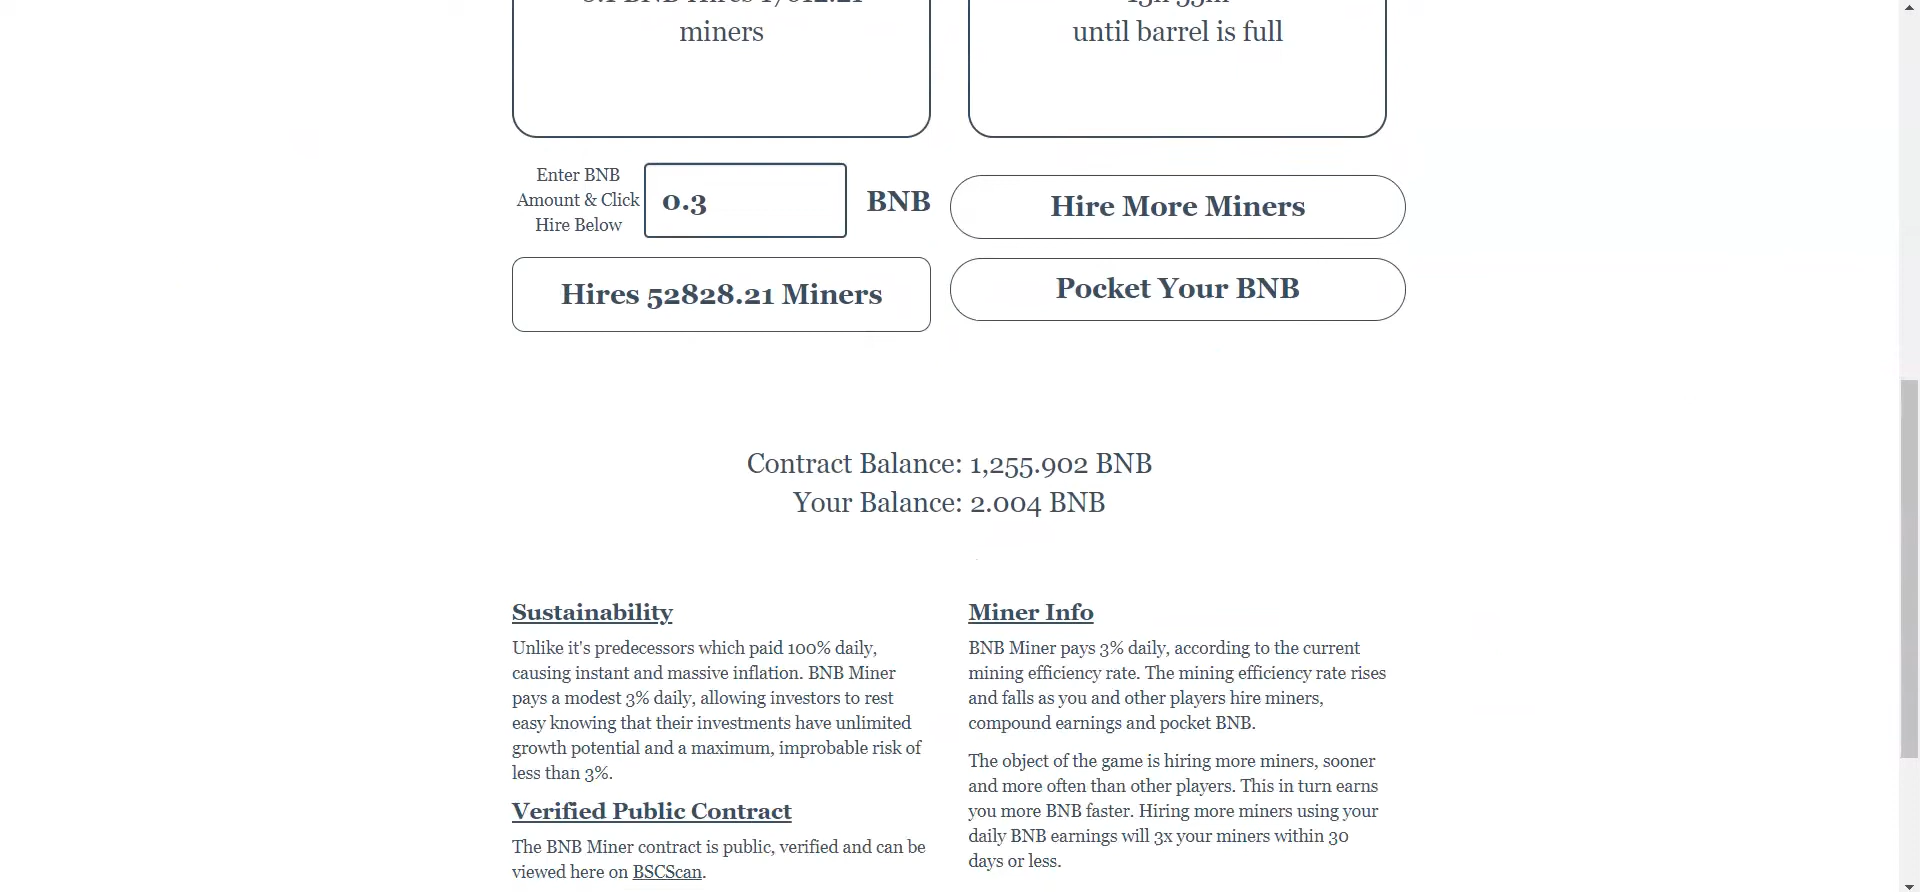 miners
until barrel is full
Enter BNB
Amount & Click
Hire Below
0.3
BNB
Hire More Miners
Hires 52828.21 Miners
Pocket Your BNB
Contract Balance: 1,255.902 BNB
Your Balance: 2.004 BNB
Sustainability
Unlike it's predecessors which paid 100% daily,
causing instant and massive inflation. BNB Miner
pays a modest 3% daily, allowing investors to rest
easy knowing that their investments have unlimited
growth potential and a maximum, improbable risk of
less than 3%.
Verified Public Contract
The BNB Miner contract is public, verified and can be
viewed here on BSCScan.
Miner Info
BNB Miner pays 3% daily, according to the current
mining efficiency rate. The mining efficiency rate rises
and falls as you and other players hire miners,
compound earnings and pocket BNB.
The object of the game is hiring more miners, sooner
and more often than other players. This in turn earns
you more BNB faster. Hiring more miners using your
daily BNB earnings will 3x your miners within 30
days or less.